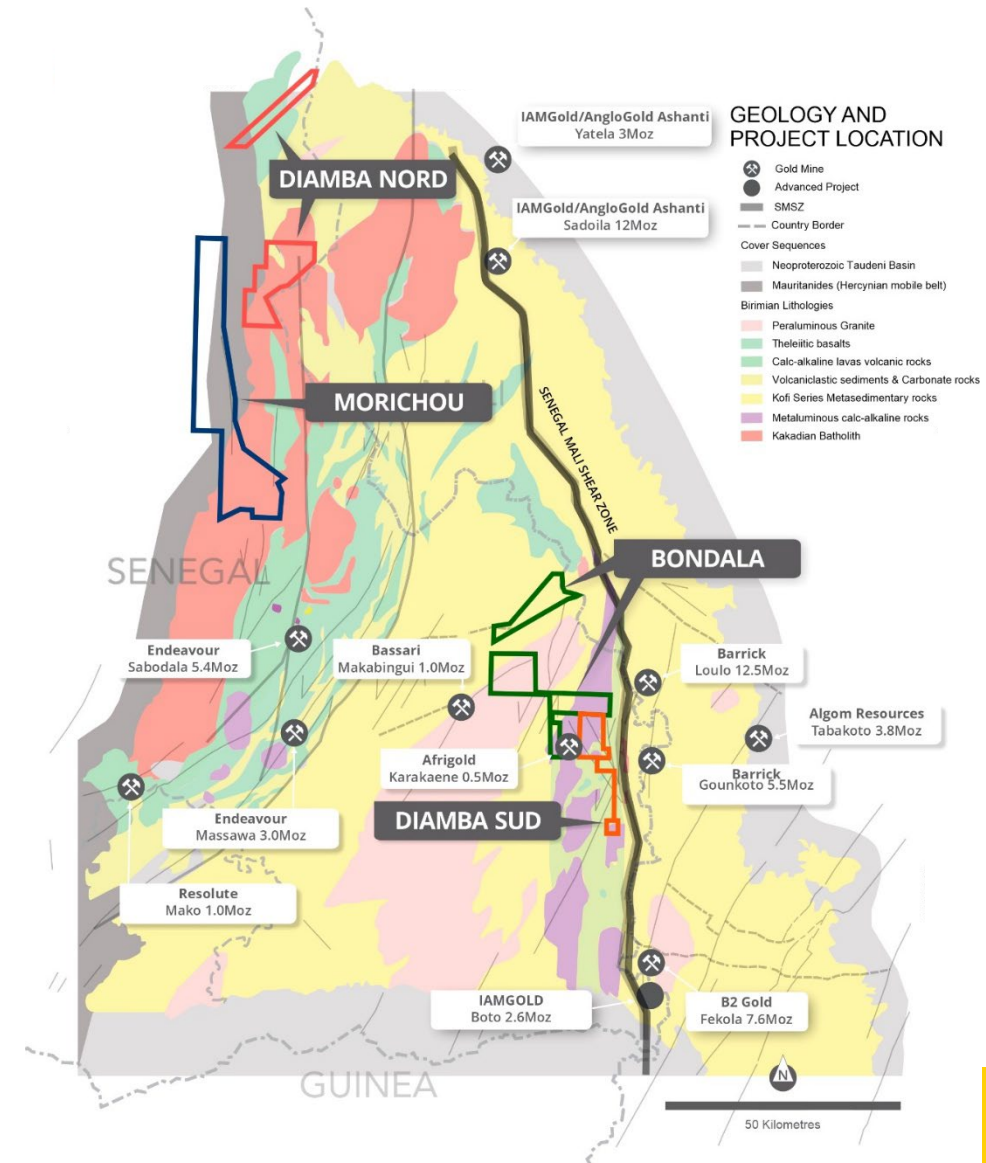 IAMGold/AngloGold Ashanti
Yatela 3Moz
GEOLOGY AND
PROJECT LOCATION
Gold Mine
Advanced Project
SMSZ
Country Border
Cover Sequences
Neoproterozoic Taudeni Basin
Mauritanides (Hercynian mobile belt)
Birimian Lithologies
Peraluminous Granite
Theleiitic basalts
Calc-alkaline lavas volcanic rocks
Volcaniclastic sediments & Carbonate rocks
Kofi Series Metasedimentary rocks
Metaluminous calc-alkaline rocks
Kakadian Batholith
DIAMBA NORD
IAMGold/AngloGold Ashanti
Sadoila 12Moz
MORICHOU
SENEGAL MALI SHEAR ZONE
BONDALA
SENEGAL
Endeavour
Sabodala 5.4Moz
Bassari
Makabingui 1.0Moz
Barrick
Loulo 12.5Moz
Algom Resources
Tabakoto 3.8Moz
Afrigold
Karakaene 0.5Moz
Barrick
Gounkoto 5.5Moz
DIAMBA SUD
Endeavour
Massawa 3.0Moz
Resolute
Mako 1.0Moz
IAMGOLD
Boto 2.6Moz
B2 Gold
Fekola 7.6Moz
GUINEA
N
50 Kilometres